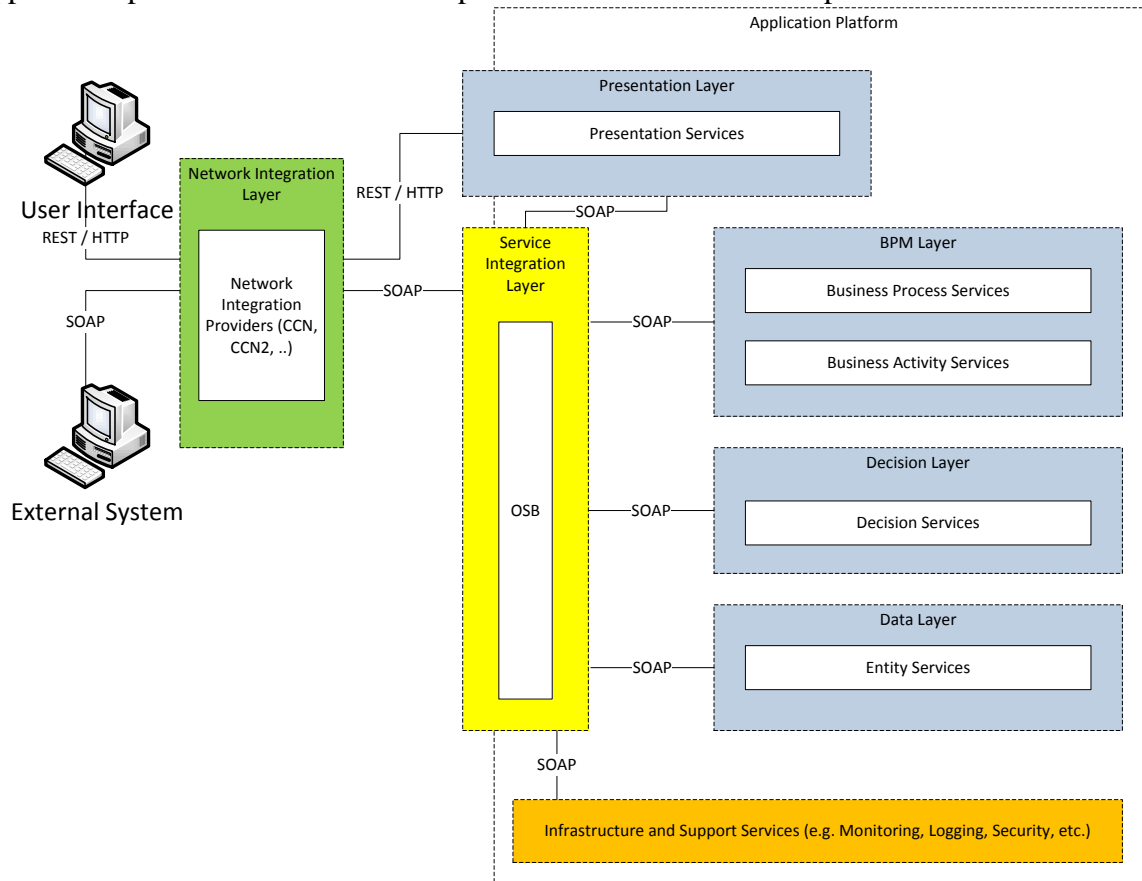 Application Platform
Presentation Layer
Presentation Services
Network Integration
Layer
REST / HTTP
User Interface
SOAP
REST / HTTP
Service
Integration
Layer
BPM Layer
Network
Integration
Providers (CCN,
CCN2, ..)
SOAP
Business Process Services
SOAP
SOAP
Business Activity Services
Decision Layer
External System
OSB
SOAP
Decision Services
Data Layer
SOAP
Entity Services
SOAP
Infrastructure and Support Services (e.g. Monitoring, Logging, Security, etc.)